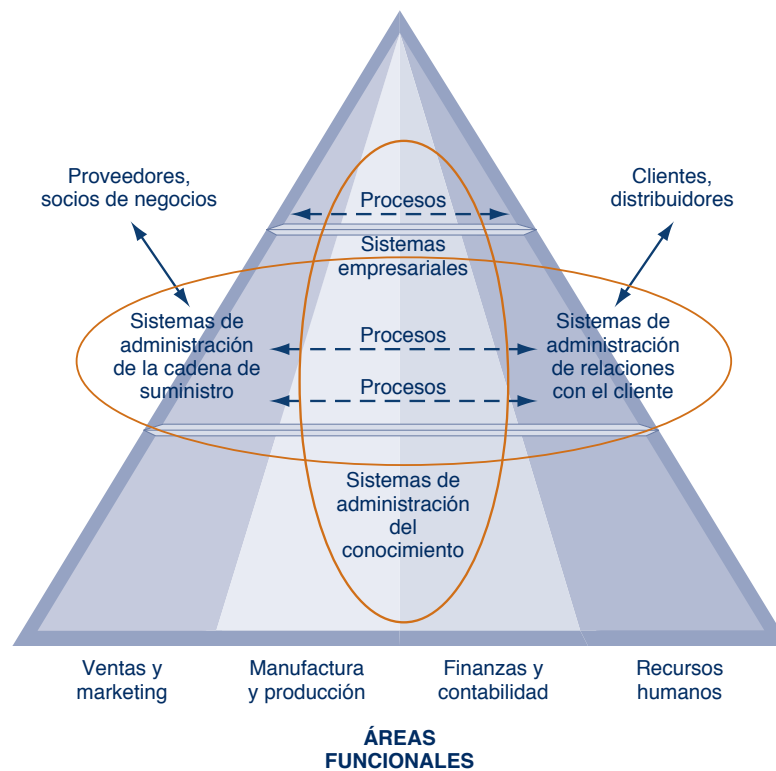 Proveedores,
socios de negocios
Clientes,
distribuidores
Procesos
Sistemas
empresariales
Sistemas de
administración
de la cadena de
suministro
Procesos
Procesos
Sistemas de
administración
de relaciones
con el cliente
Sistemas de
administración
del
conocimiento
Ventas y
marketing
Manufactura
y producción
Finanzas y
contabilidad
Recursos
humanos
ÁREAS
FUNCIONALES